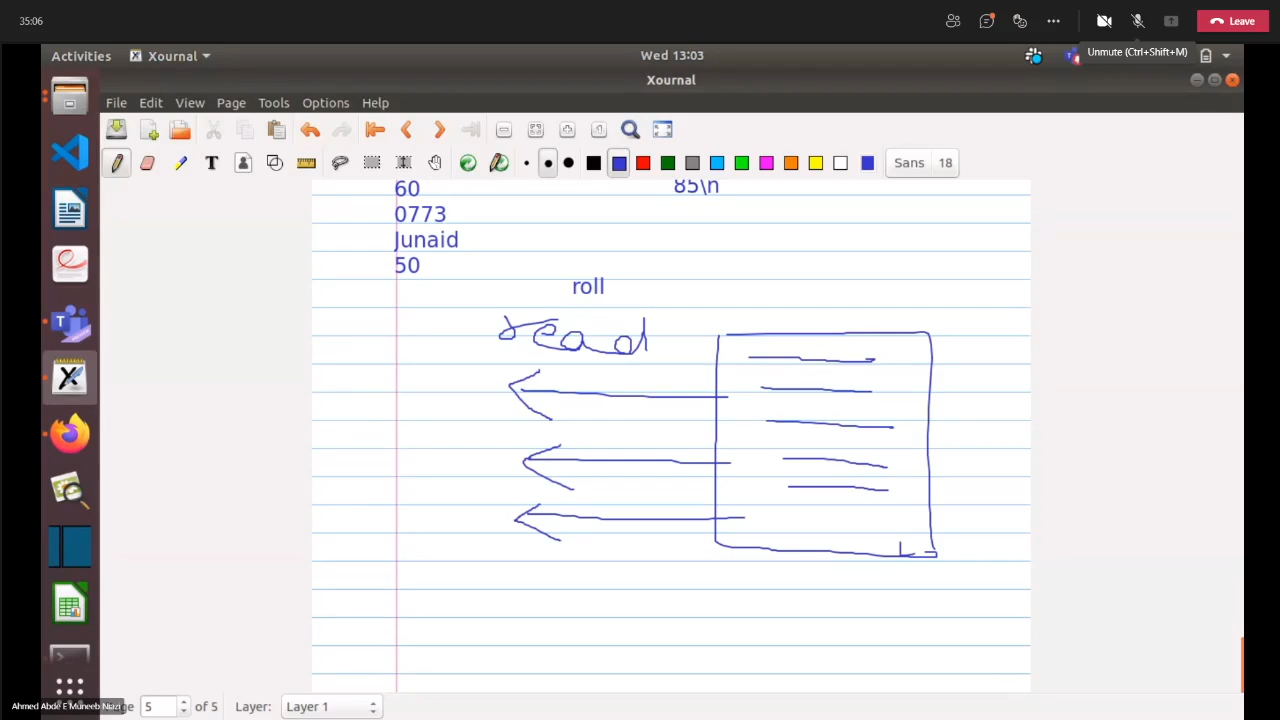 35:06
Leave
Activities Xournal Wed 13:03
Unmute (Ctrl+Shift+M)
Xournal
File Edit View Page Tools Options Help
Sans 18
60 85\n
0773
Junaid
50
roll
read
Ahmed Abde E Muneeb Niazi
5 of 5 Layer: Layer 1